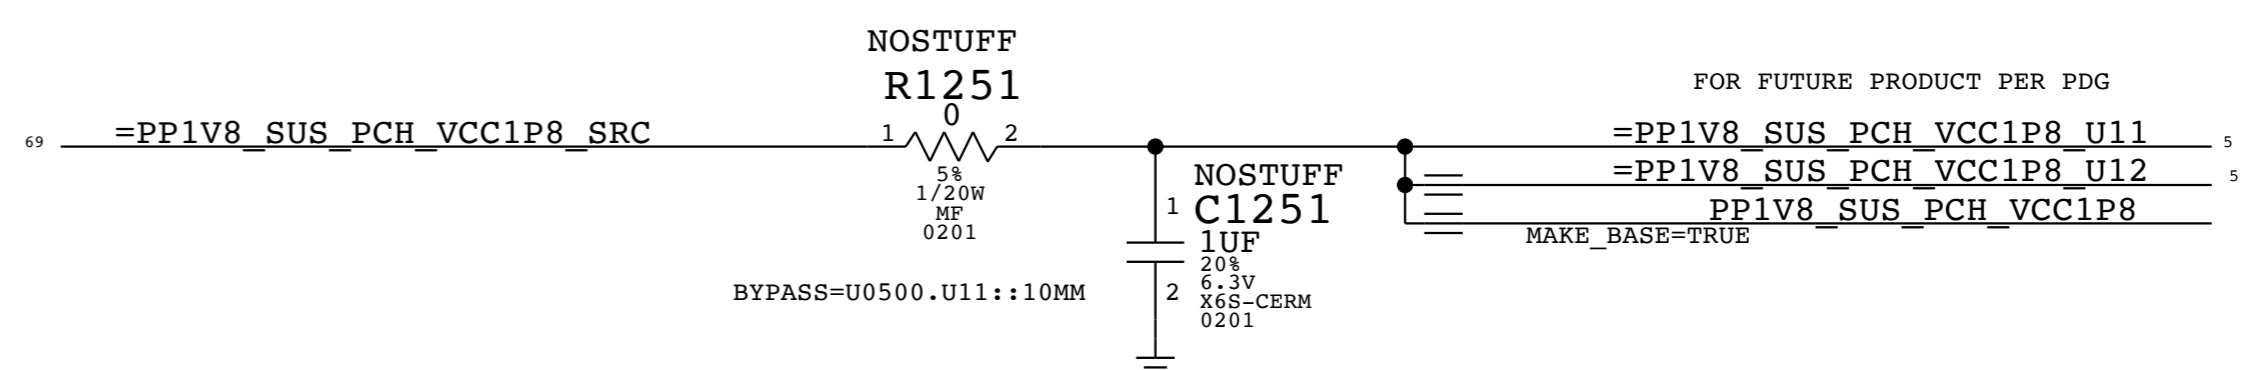 NOSTUFF
R1251
0
FOR FUTURE PRODUCT PER PDG
69
=PP1V8_SUS_PCH_VCC1P8_SRC
1
2
=PP1V8_SUS_PCH_VCC1P8_U11
5
5%
1/20W
MF
0201
NOSTUFF
1
C1251
1UF
20%
6.3V
X6S-CERM
0201
2
=PP1V8_SUS_PCH_VCC1P8_U12
5
PP1V8_SUS_PCH_VCC1P8
MAKE_BASE=TRUE
BYPASS=U0500.U11::10MM